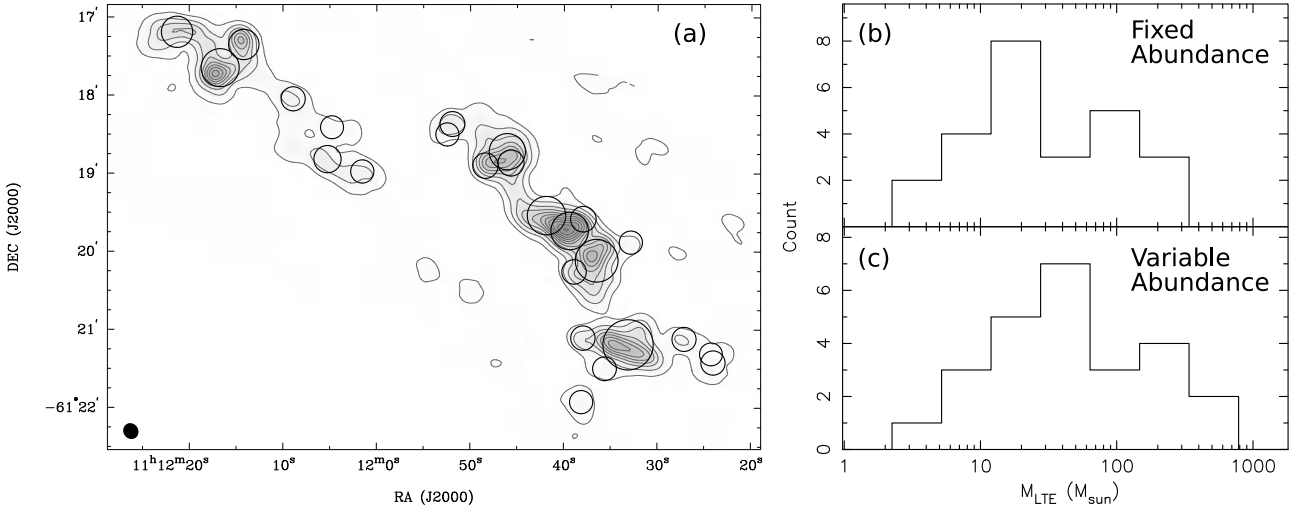 (a)
17′
18′
19′
20′
21′
-61°22′
DEC (J2000)
11h12m20s
10s
12m0s
50s
40s
30s
20s
RA (J2000)
(b)
Fixed
Abundance
8
6
4
2
(c)
Variable
Abundance
8
6
4
2
0
Count
1
10
100
1000
M_LTE (M_sun)